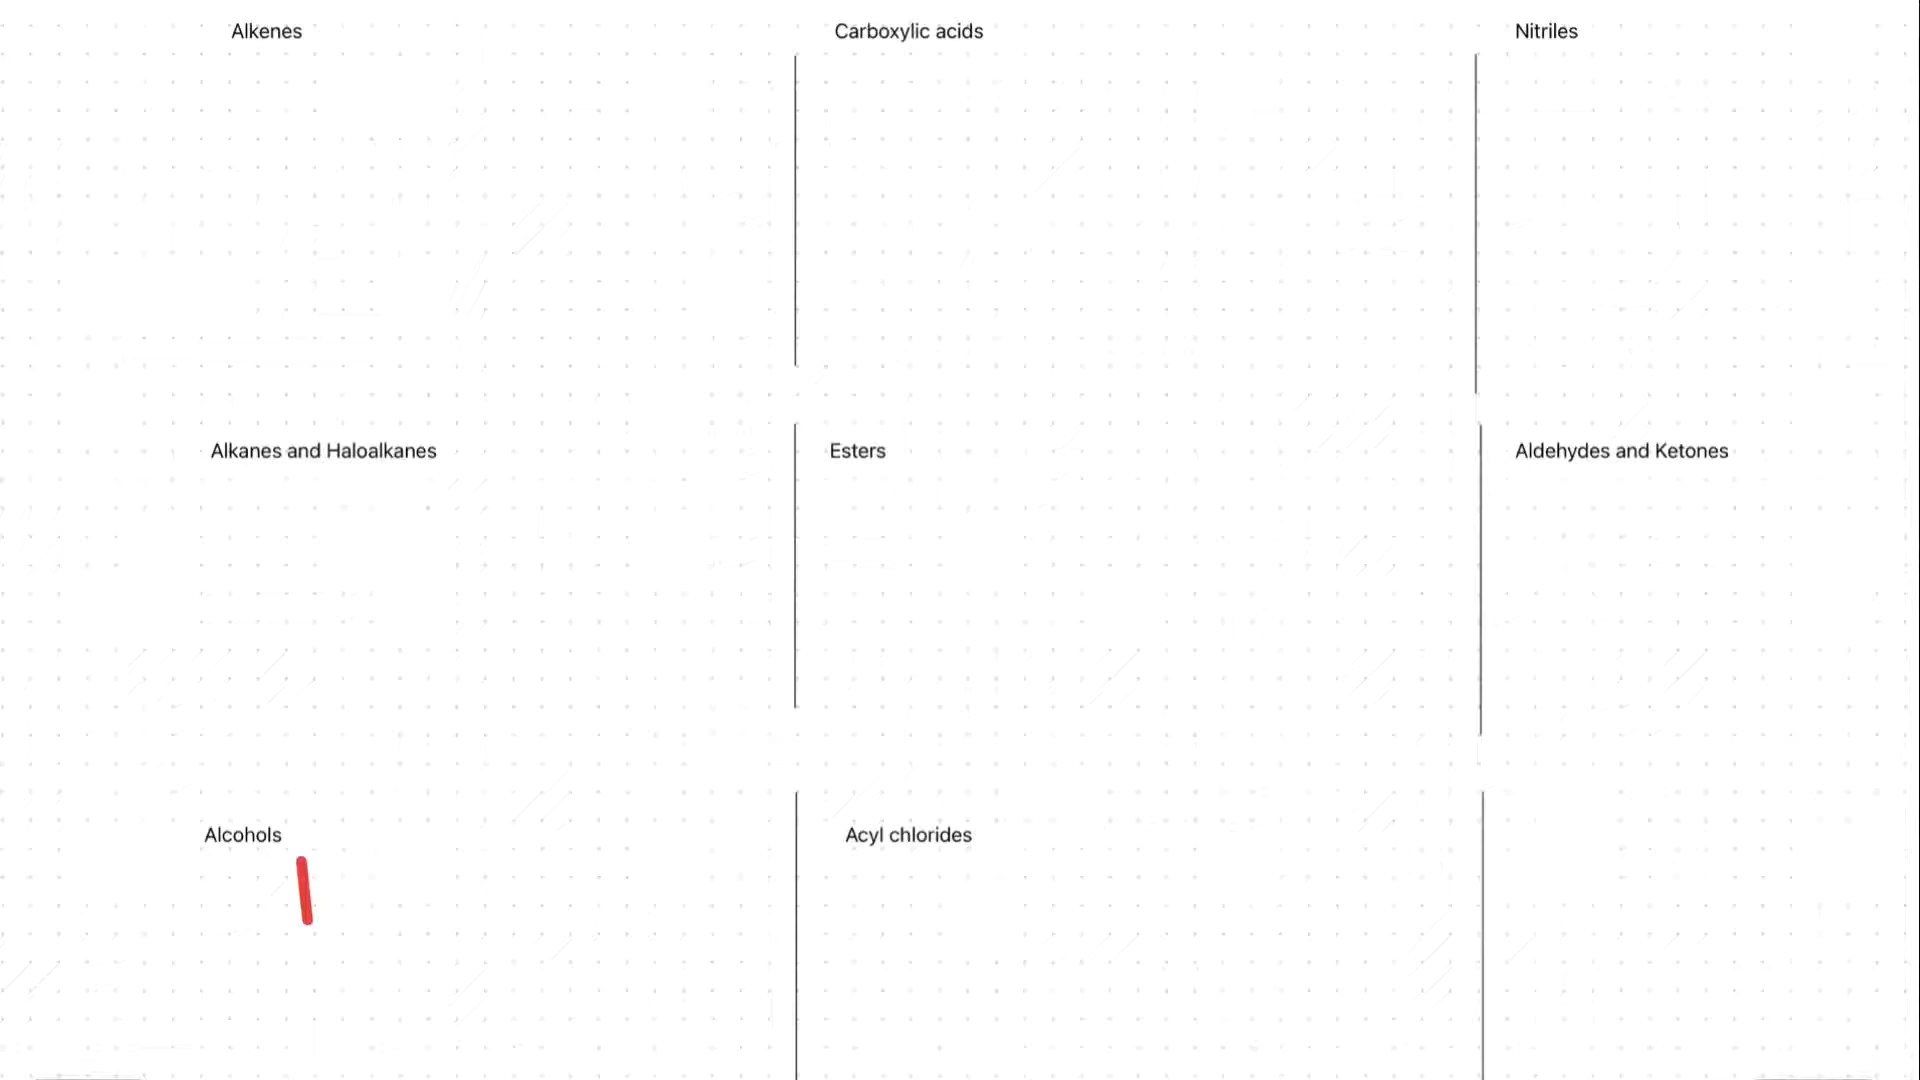 Alkenes
Carboxylic acids
Nitriles
Alkanes and Haloalkanes
Esters
Aldehydes and Ketones
Alcohols
Acyl chlorides